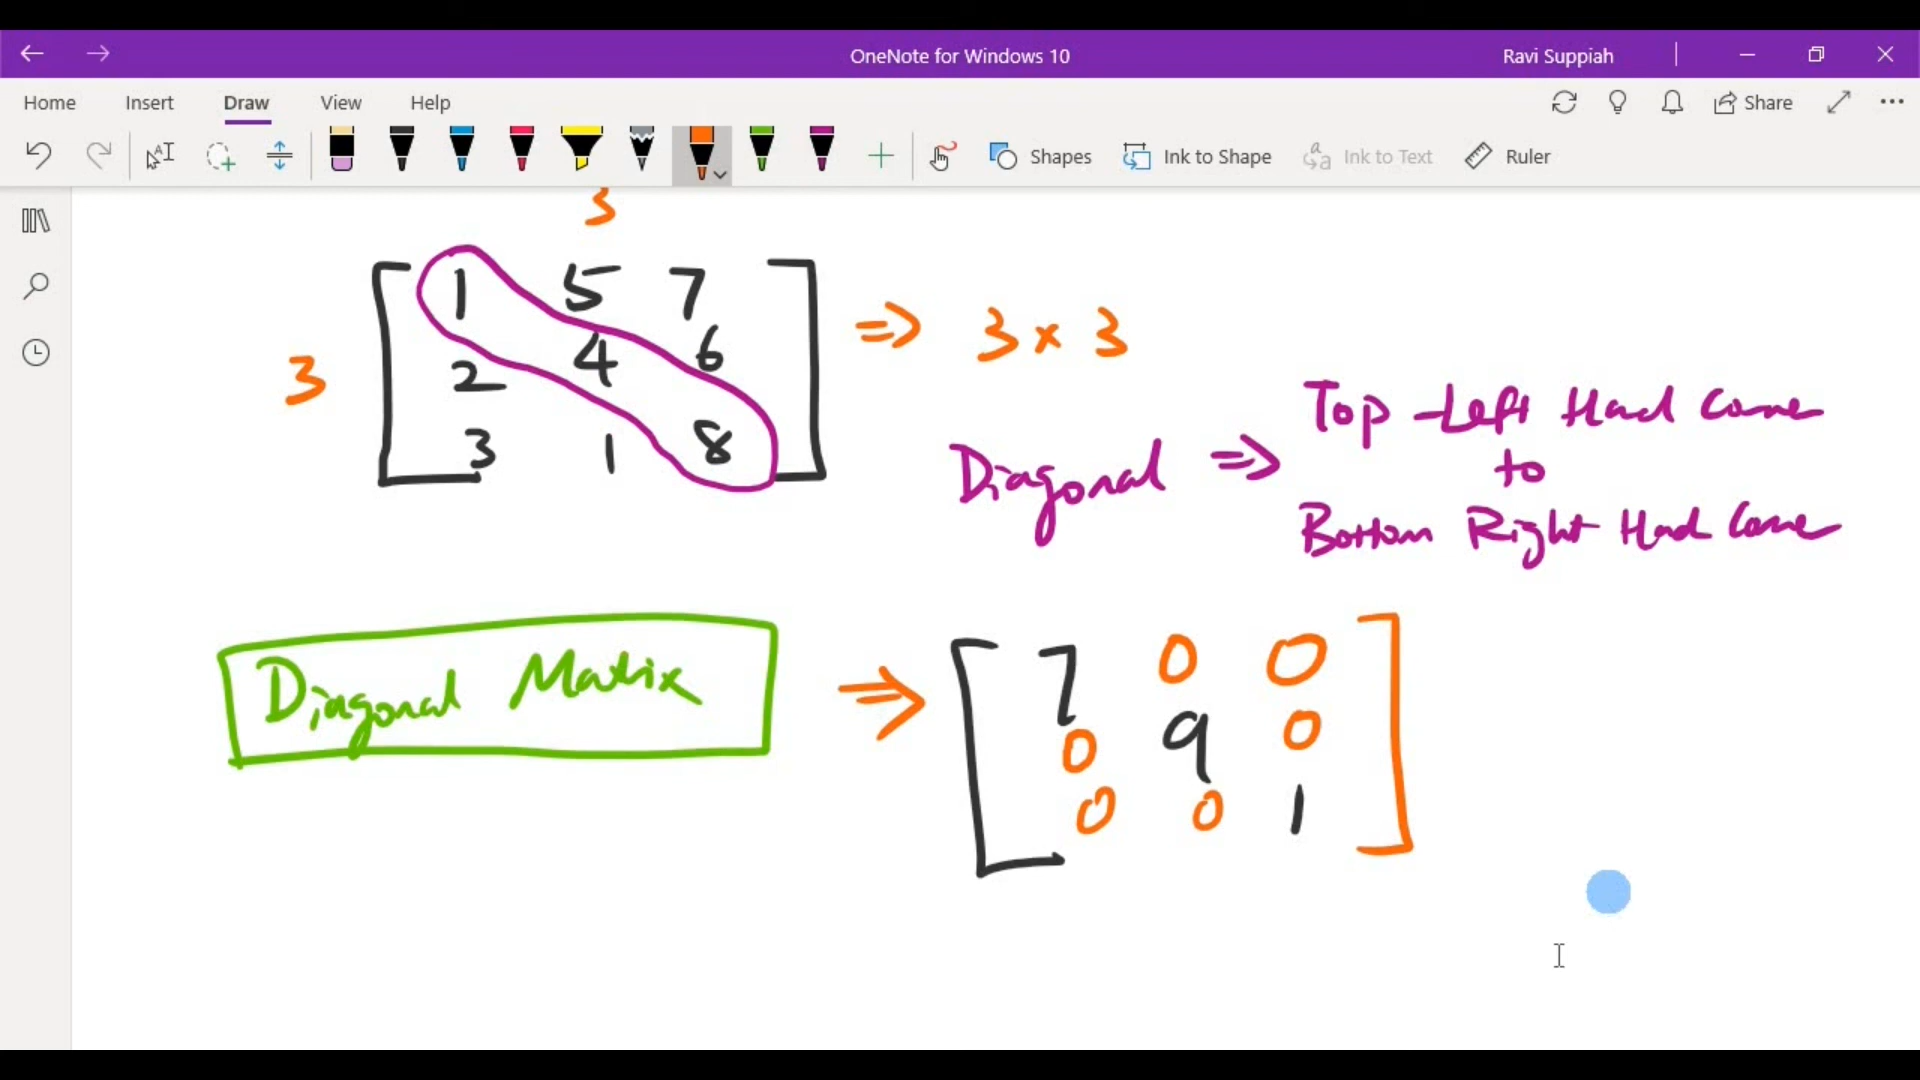 OneNote for Windows 10
Ravi Suppiah
Home Insert Draw View Help
Share
Shapes Ink to Shape Ink to Text Ruler
3
1 5 7
2 4 6
3 1 8
3
=> 3 x 3
Diagonal =>
Top-Left Hand Corner
to
Bottom Right Hand Corner
Diagonal Matrix =>
7 0 0
0 9 0
0 0 1